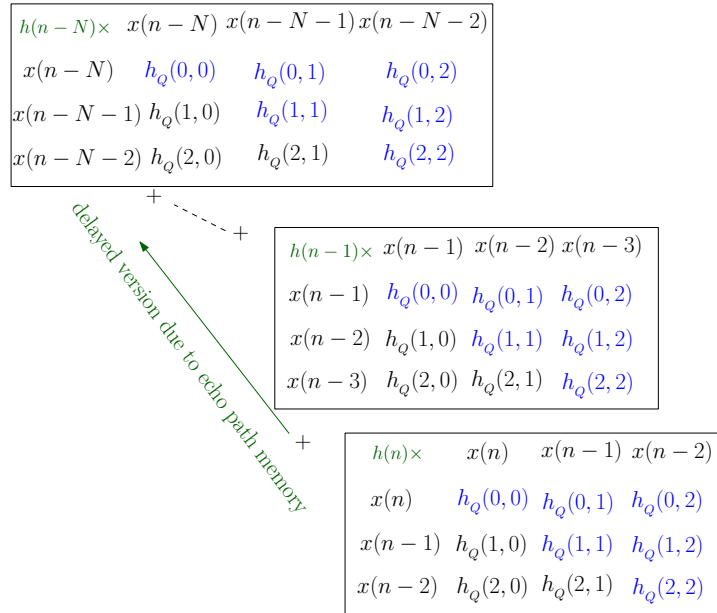 h(n − N)× x(n − N) x(n − N − 1) x(n − N − 2)
x(n − N) h_Q(0, 0) h_Q(0, 1) h_Q(0, 2)
x(n − N − 1) h_Q(1, 0) h_Q(1, 1) h_Q(1, 2)
x(n − N − 2) h_Q(2, 0) h_Q(2, 1) h_Q(2, 2)
+
+
delayed version due to echo path memory
h(n − 1)× x(n − 1) x(n − 2) x(n − 3)
x(n − 1) h_Q(0, 0) h_Q(0, 1) h_Q(0, 2)
x(n − 2) h_Q(1, 0) h_Q(1, 1) h_Q(1, 2)
x(n − 3) h_Q(2, 0) h_Q(2, 1) h_Q(2, 2)
+
h(n)× x(n) x(n − 1) x(n − 2)
x(n) h_Q(0, 0) h_Q(0, 1) h_Q(0, 2)
x(n − 1) h_Q(1, 0) h_Q(1, 1) h_Q(1, 2)
x(n − 2) h_Q(2, 0) h_Q(2, 1) h_Q(2, 2)